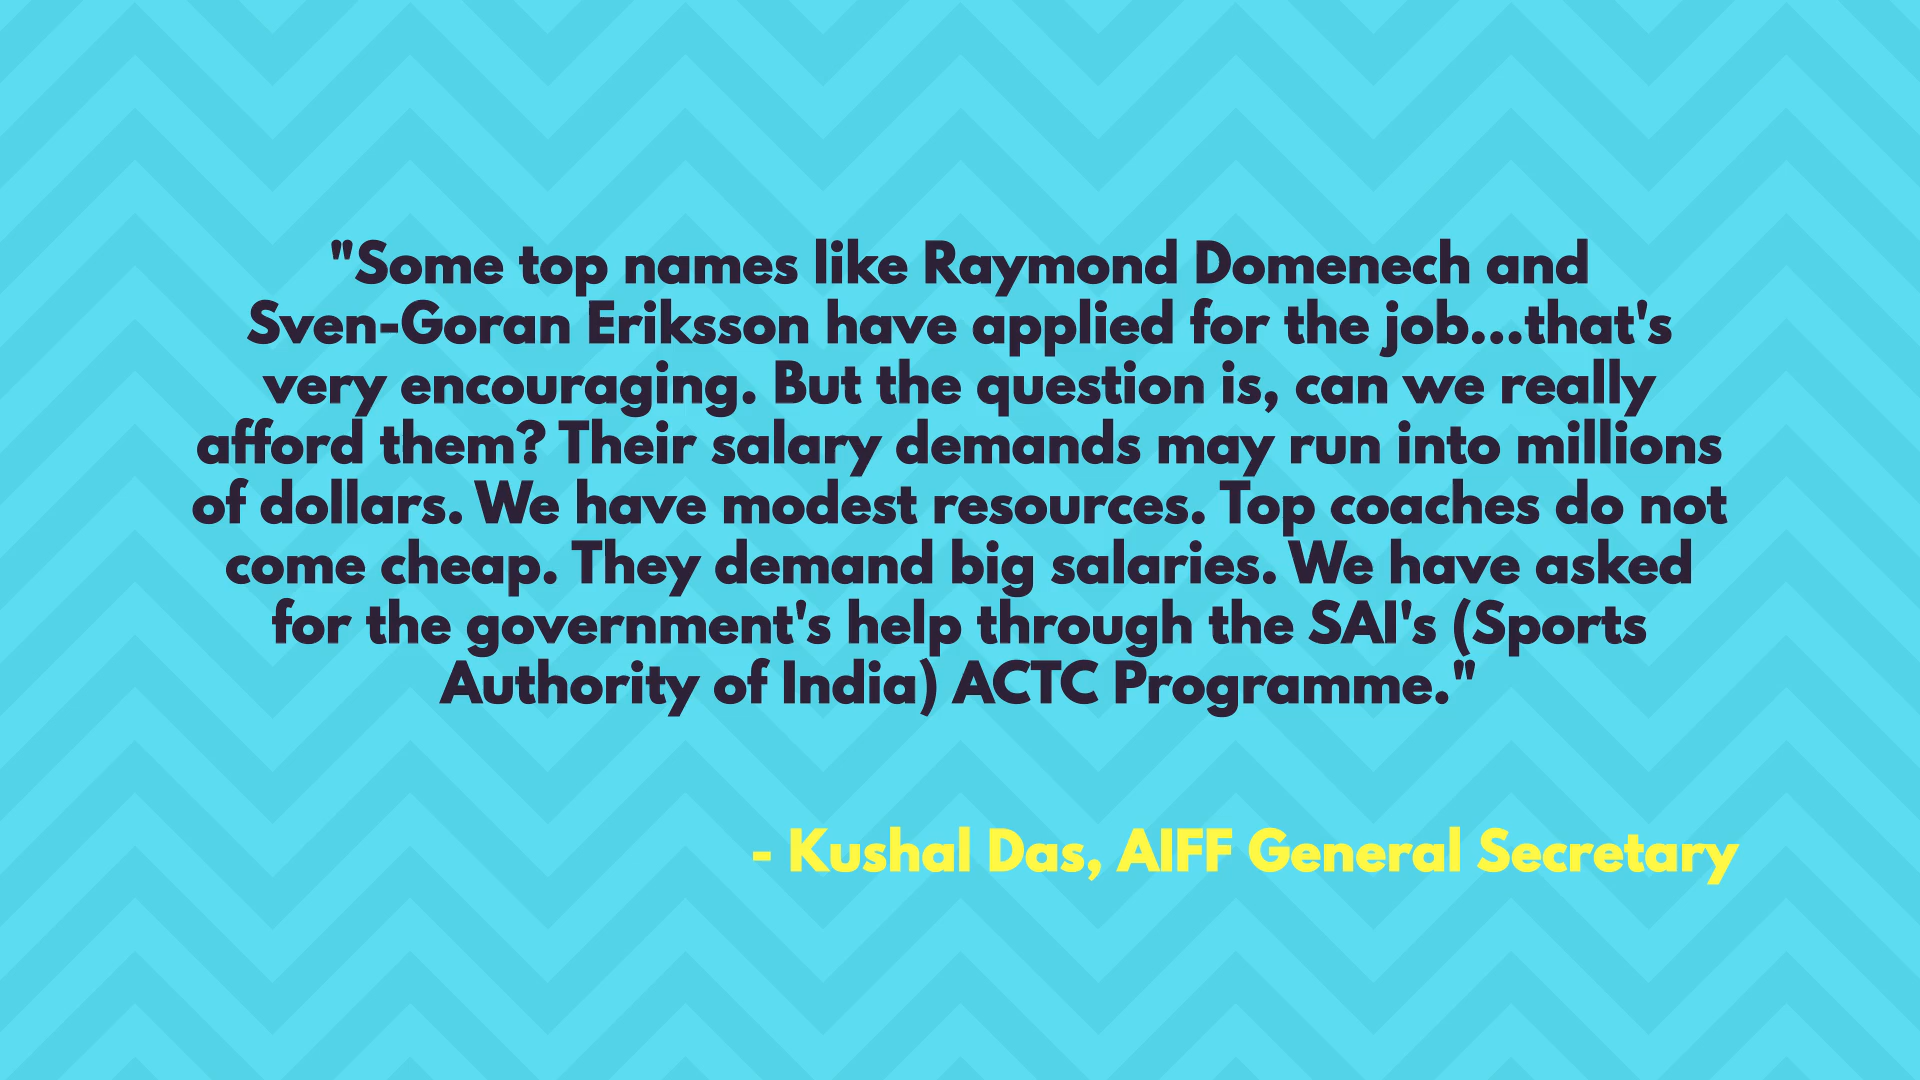 "Some top names like Raymond Domenech and
Sven-Goran Eriksson have applied for the job...that's
very encouraging. But the question is, can we really
afford them? Their salary demands may run into millions
of dollars. We have modest resources. Top coaches do not
come cheap. They demand big salaries. We have asked
for the government's help through the SAI's (Sports
Authority of India) ACTC Programme."
- Kushal Das, AIFF General Secretary